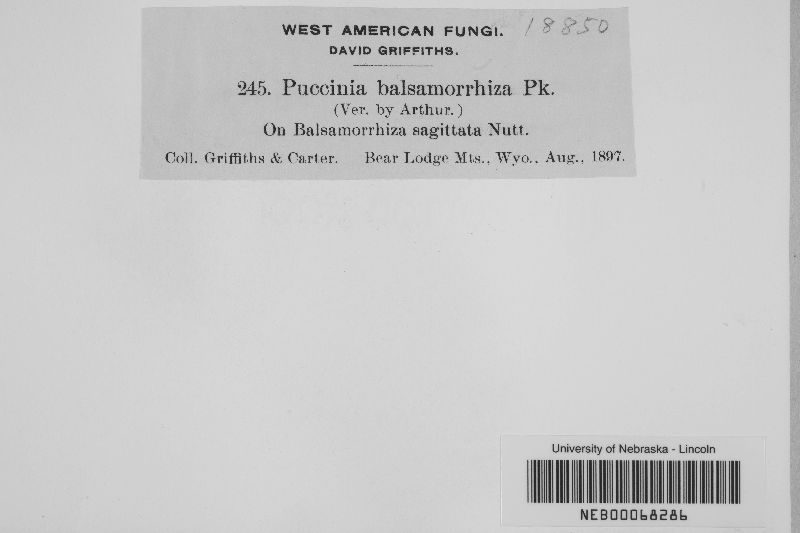 WEST AMERICAN FUNGI. 18850
DAVID GRIFFITHS.
245. Puccinia balsamorrhiza Pk.
(Ver. by Arthur.)
On Balsamorrhiza sagittata Nutt.
Coll. Griffiths & Carter. Bear Lodge Mts., Wyo., Aug., 1897.
University of Nebraska - Lincoln
NEB00068286